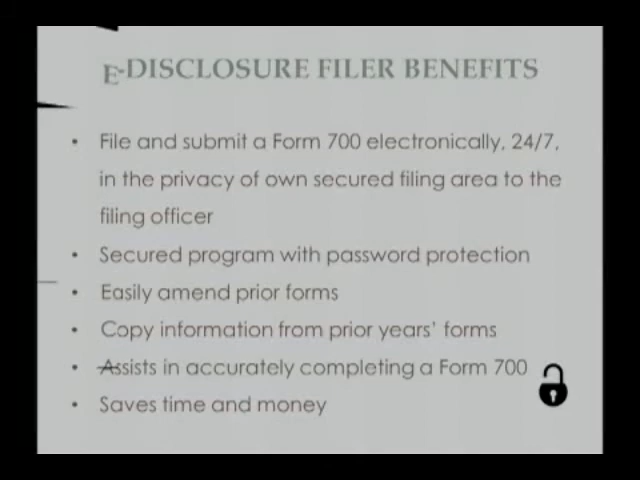 E-DISCLOSURE FILER BENEFITS
• File and submit a Form 700 electronically, 24/7,
in the privacy of own secured filing area to the
filing officer
• Secured program with password protection
• Easily amend prior forms
• Copy information from prior years' forms
• Assists in accurately completing a Form 700
• Saves time and money